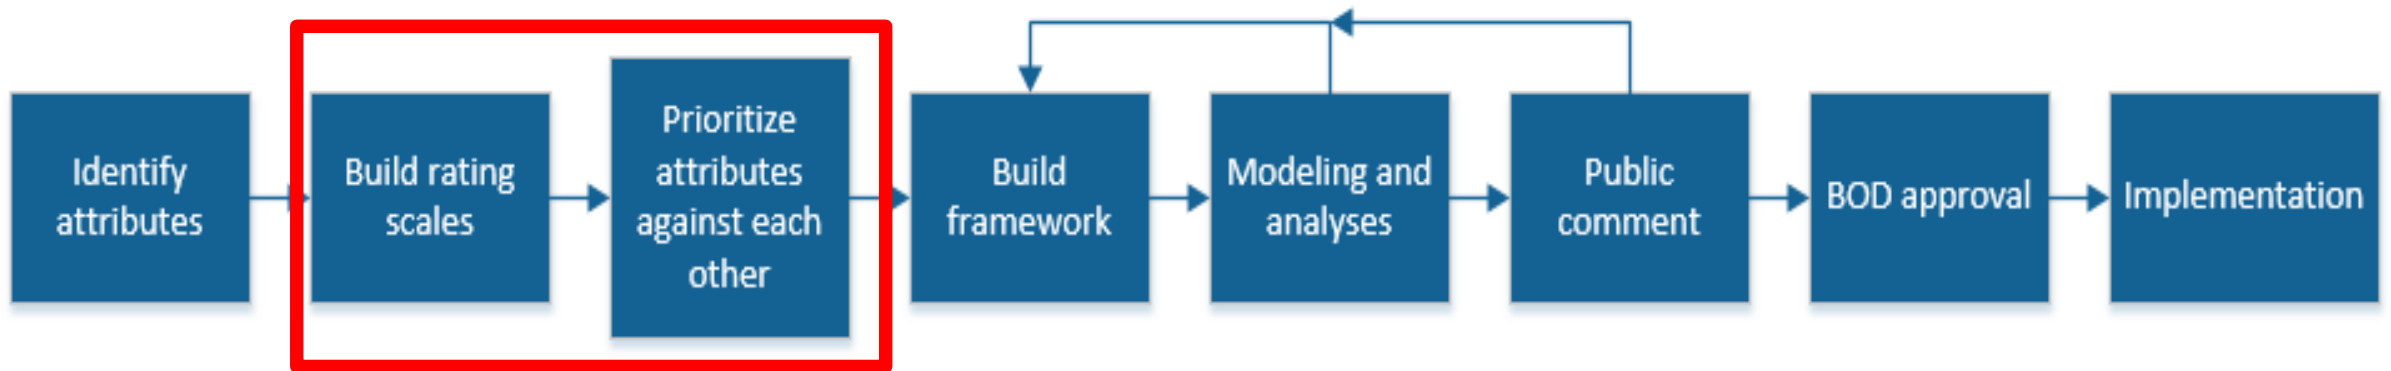 Identify
attributes
Build rating
scales
Prioritize
attributes
against each
other
Build
framework
Modeling and
analyses
Public
comment
BOD approval
Implementation